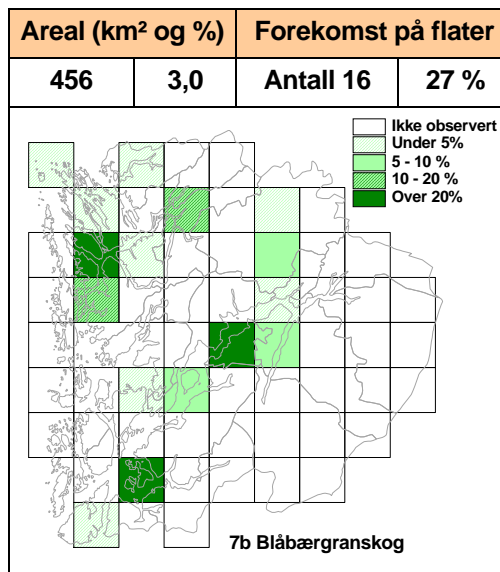 Areal (km² og %) Forekomst på flater
456 3,0 Antall 16 27 %
Ikke observert
Under 5%
5 - 10 %
10 - 20 %
Over 20%
7b Blåbærgranskog